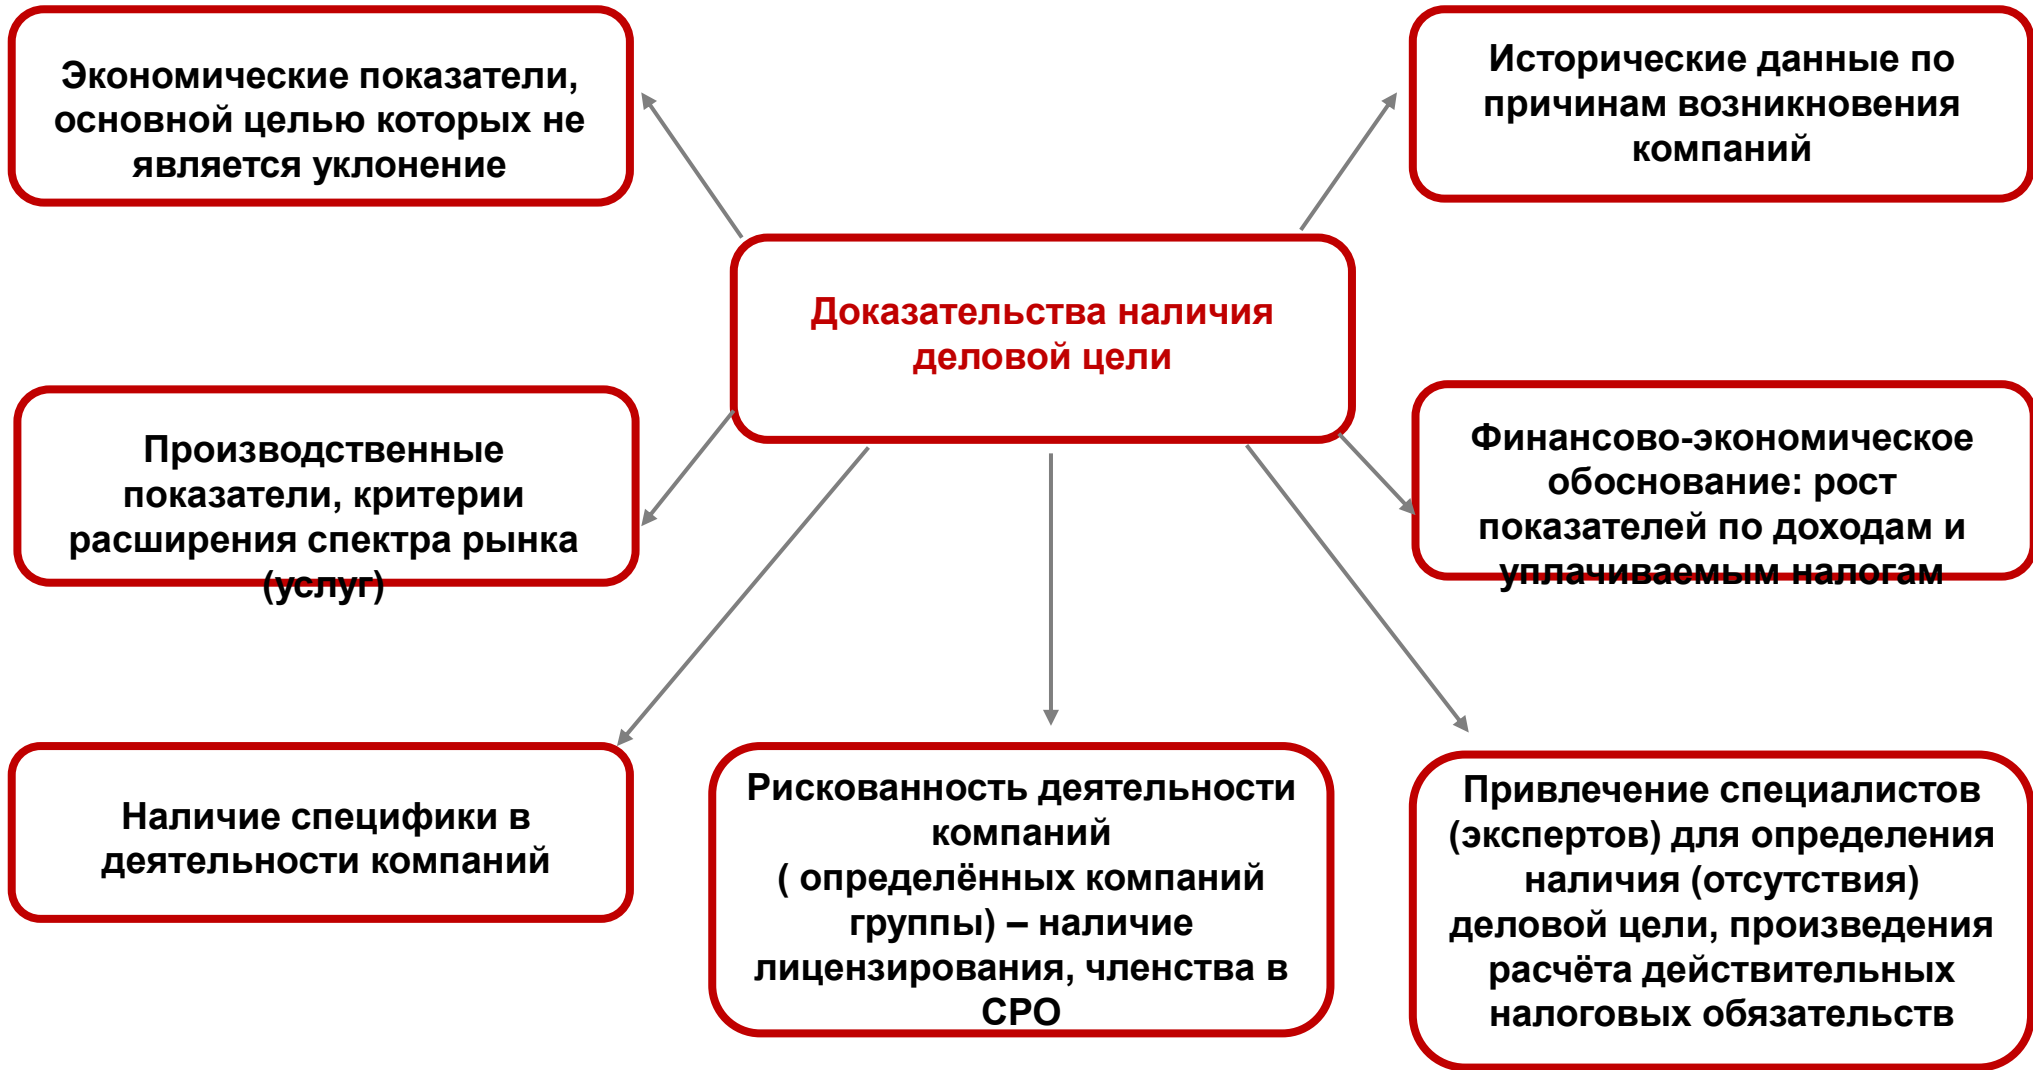 Экономические показатели,
основной целью которых не
является уклонение
Исторические данные по
причинам возникновения
компаний
Доказательства наличия
деловой цели
Производственные
показатели, критерии
расширения спектра рынка
(услуг)
Финансово-экономическое
обоснование: рост
показателей по доходам и
уплачиваемым налогам
Наличие специфики в
деятельности компаний
Рискованность деятельности
компаний
( определённых компаний
группы) – наличие
лицензирования, членства в
СРО
Привлечение специалистов
(экспертов) для определения
наличия (отсутствия)
деловой цели, произведения
расчёта действительных
налоговых обязательств